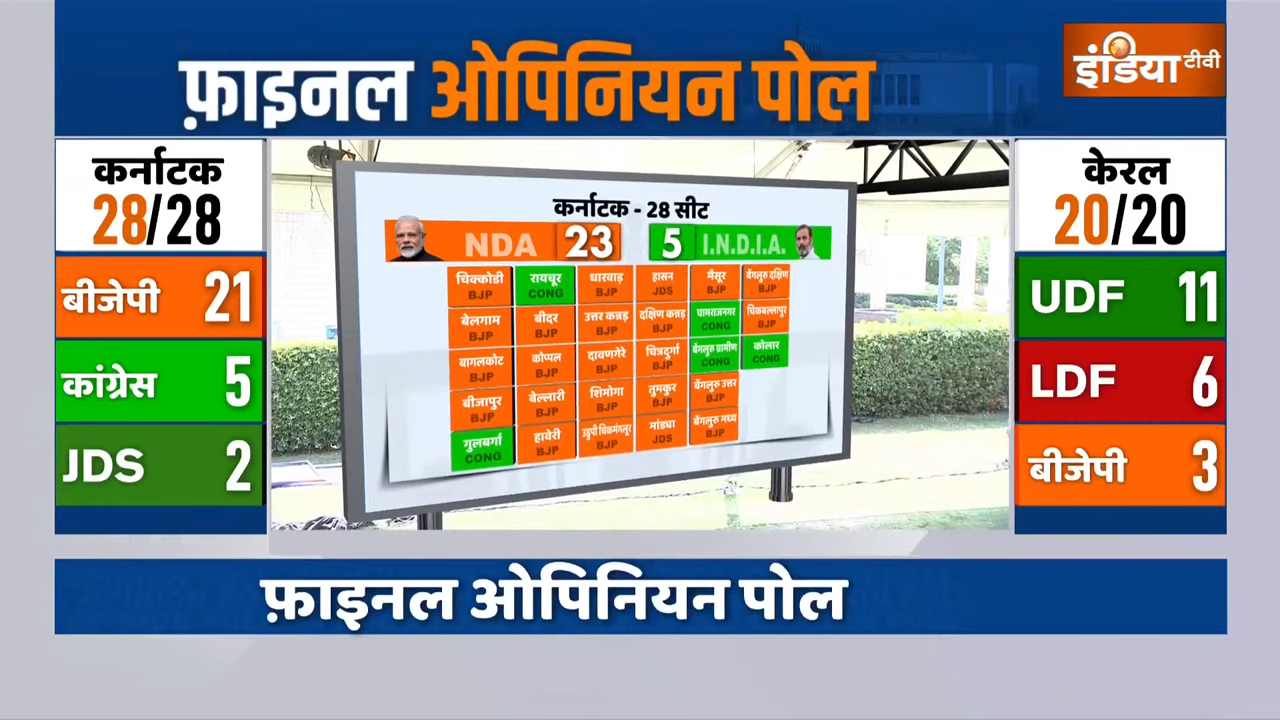 फ़ाइनल ओपिनियन पोल
इंडिया टीवी
कर्नाटक
28/28
बीजेपी 21
कांग्रेस 5
JDS 2
कर्नाटक - 28 सीट
NDA 23 5 I.N.D.I.A.
चिक्कोडी रायचूर धारवाड़ हासन मैसूर बेंगलुरु दक्षिण
BJP CONG BJP JDS BJP BJP
बेलगाम बीदर उत्तर कन्नड़ दक्षिण कन्नड़ चामराजनगर चिकबल्लापुर
BJP BJP BJP BJP CONG BJP
बागलकोट कोप्पल दावणगेरे चित्रदुर्गा बेंगलुरु ग्रामीण कोलार
BJP BJP BJP BJP CONG CONG
बीजापुर बेल्लारी शिमोगा तुमकुर बेंगलुरु उत्तर
BJP BJP BJP BJP BJP
गुलबर्गा हावेरी उडुपी चिकमंगलूर मांड्या बेंगलुरु मध्य
CONG BJP BJP JDS BJP
केरल
20/20
UDF 11
LDF 6
बीजेपी 3
फ़ाइनल ओपिनियन पोल